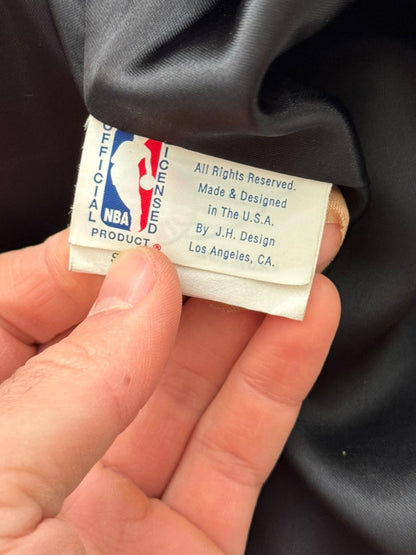 OFFICIAL
LICENSED
NBA
PRODUCT
All Rights Reserved.
Made & Designed
in The U.S.A.
By J.H. Design
Los Angeles, CA.